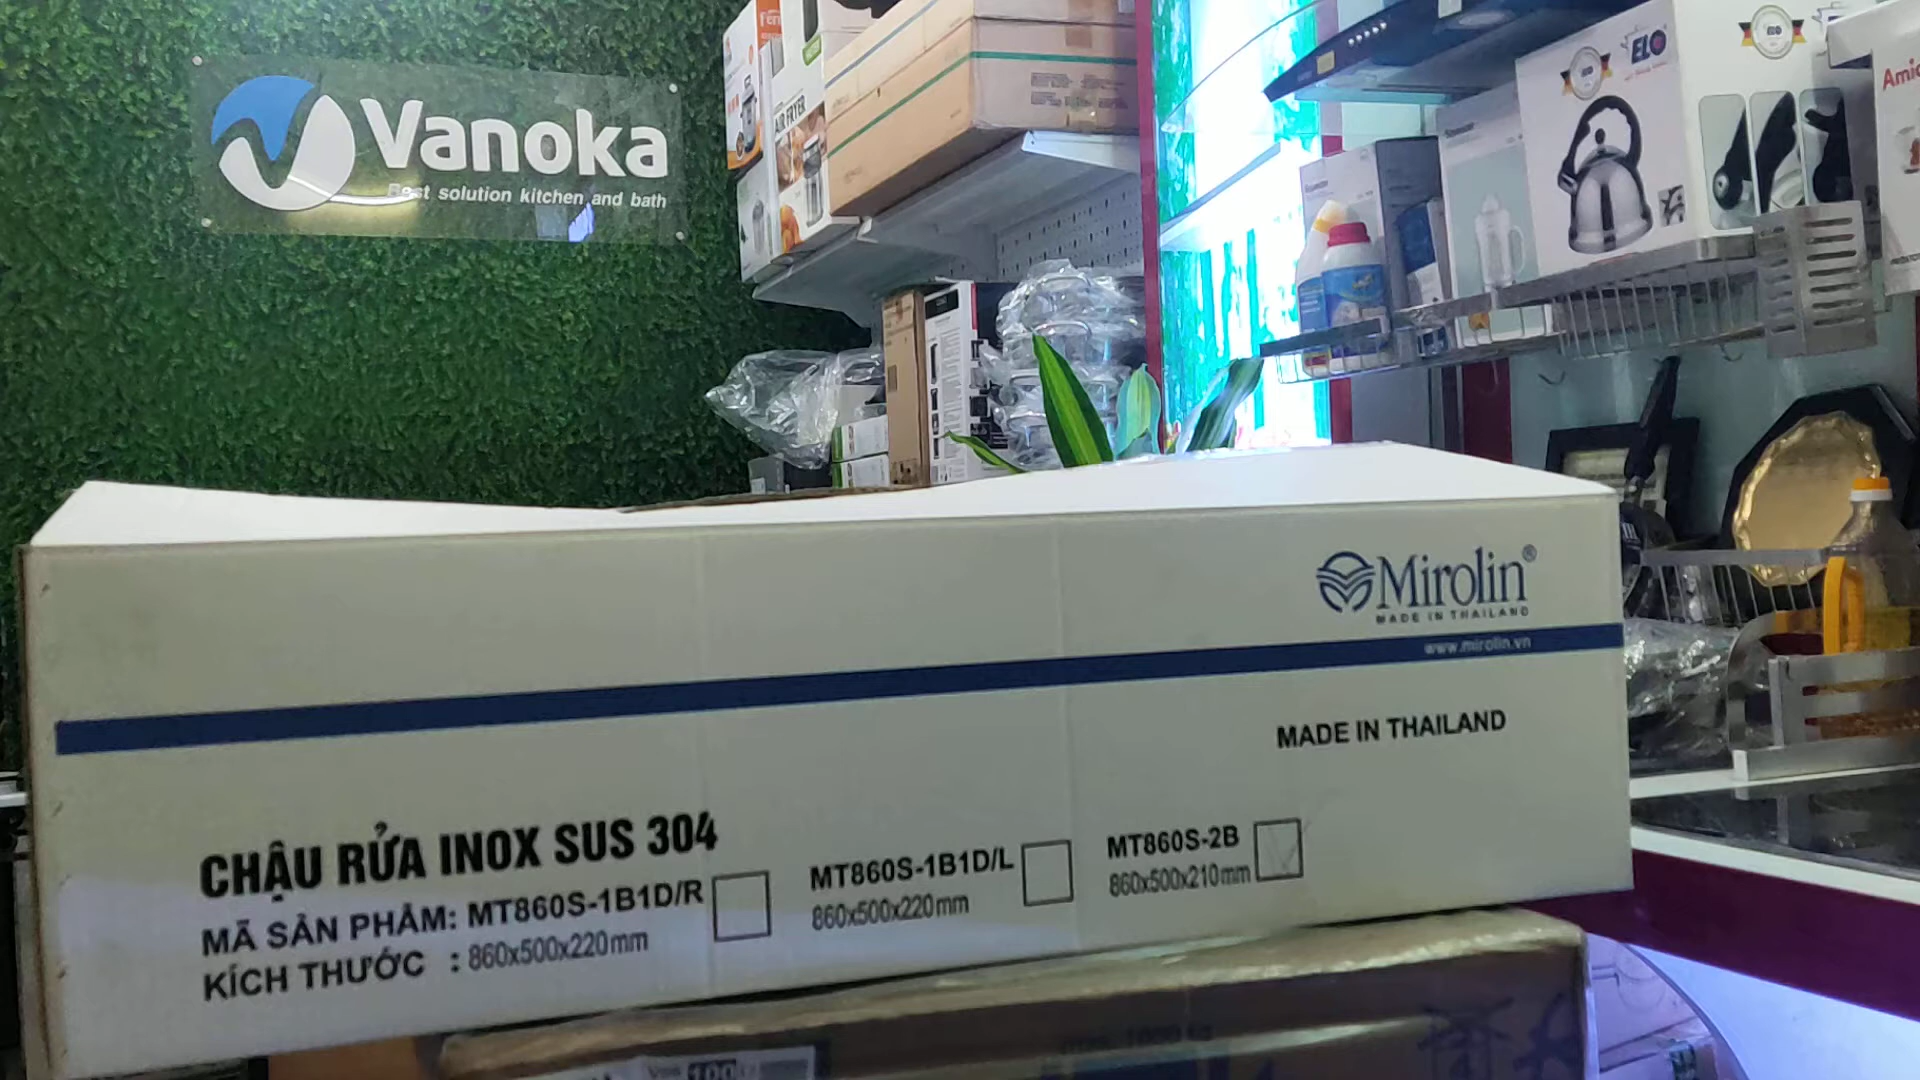 Vanoka
Best solution kitchen and bath
AIR FRYER
ELO
ELO
Mirolin®
MADE IN THAILAND
www.mirolin.vn
MADE IN THAILAND
CHẬU RỬA INOX SUS 304
MÃ SẢN PHẨM: MT860S-1B1D/R
MT860S-1B1D/L
MT860S-2B
KÍCH THƯỚC : 860x500x220mm
860x500x220mm
860x500x210mm